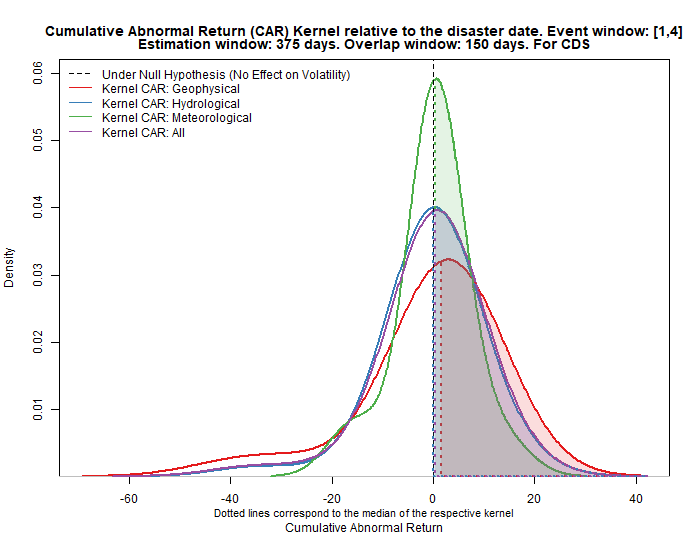 Cumulative Abnormal Return (CAR) Kernel relative to the disaster date. Event window: [1,4]
Estimation window: 375 days. Overlap window: 150 days. For CDS
Under Null Hypothesis (No Effect on Volatility)
Kernel CAR: Geophysical
Kernel CAR: Hydrological
Kernel CAR: Meteorological
Kernel CAR: All
0.06
0.05
0.04
0.03
0.02
0.01
Density
-60 -40 -20 0 20 40
Dotted lines correspond to the median of the respective kernel
Cumulative Abnormal Return